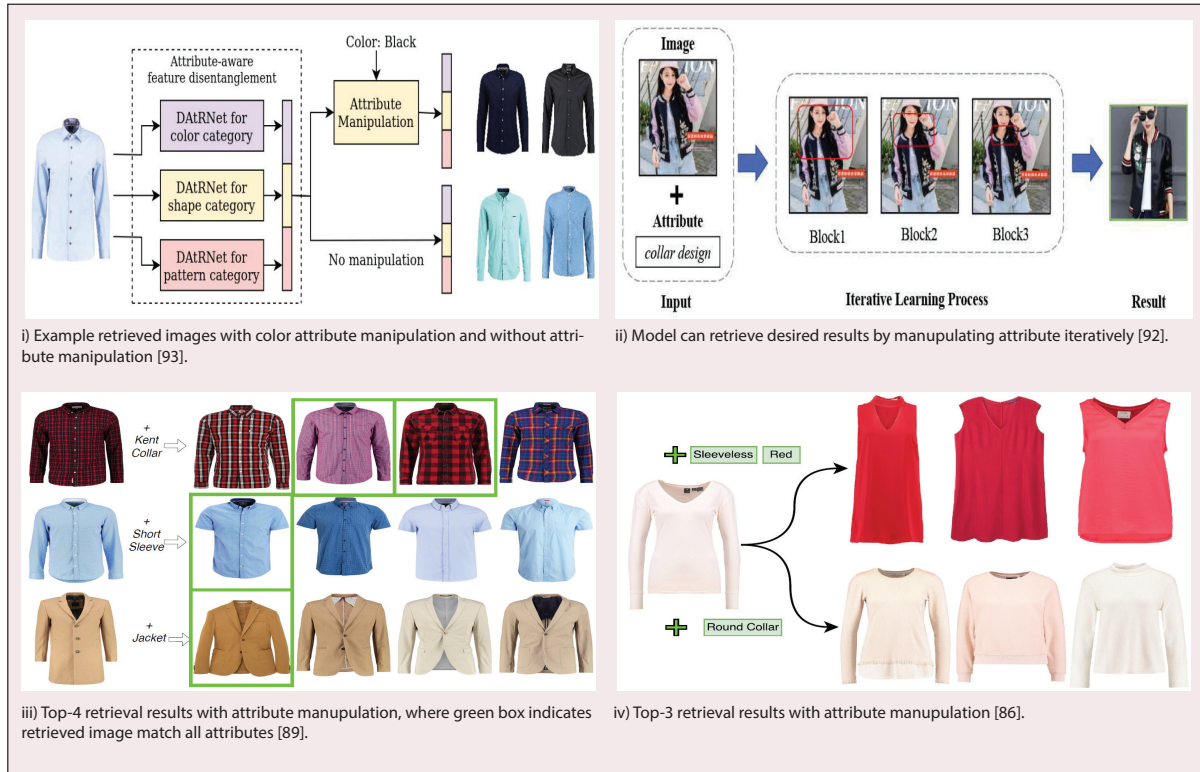 Attribute-aware
feature disentanglement
DAtRNet for
color category
DAtRNet for
shape category
DAtRNet for
pattern category
Color: Black
Attribute
Manipulation
No manipulation
i) Example retrieved images with color attribute manipulation and without attri-
bute manipulation [93].
Image
+
Attribute
collar design
Input
Block1
Block2
Block3
Iterative Learning Process
Result
ii) Model can retrieve desired results by manupulating attribute iteratively [92].
+
Kent
Collar
+
Short
Sleeve
+
Jacket
iii) Top-4 retrieval results with attribute manupulation, where green box indicates
retrieved image match all attributes [89].
Sleeveless Red
Round Collar
iv) Top-3 retrieval results with attribute manupulation [86].